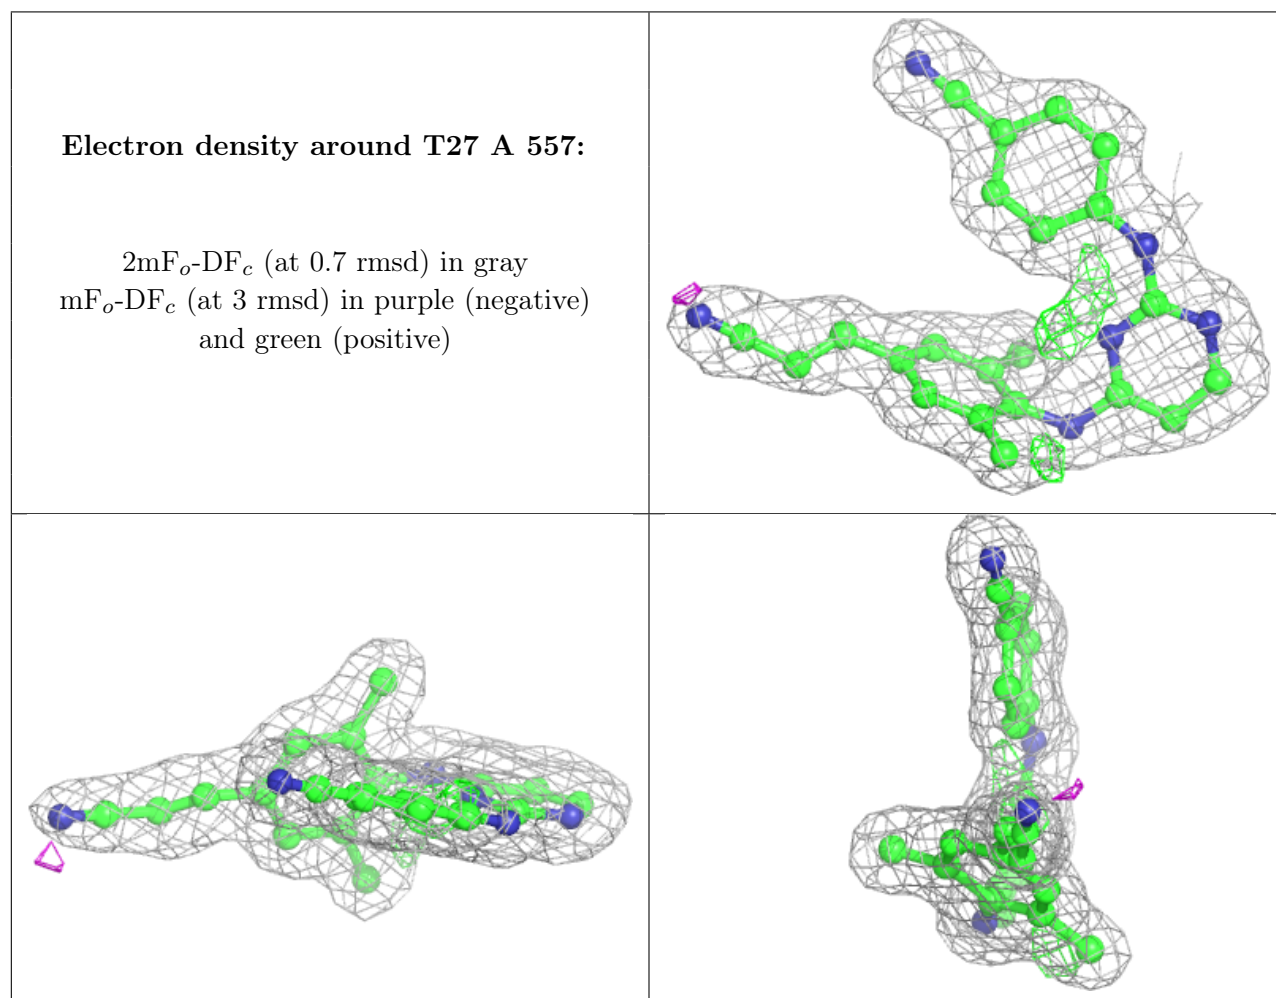 Electron density around T27 A 557:
2mFₒ-DF𝒸 (at 0.7 rmsd) in gray
mFₒ-DF𝒸 (at 3 rmsd) in purple (negative)
and green (positive)